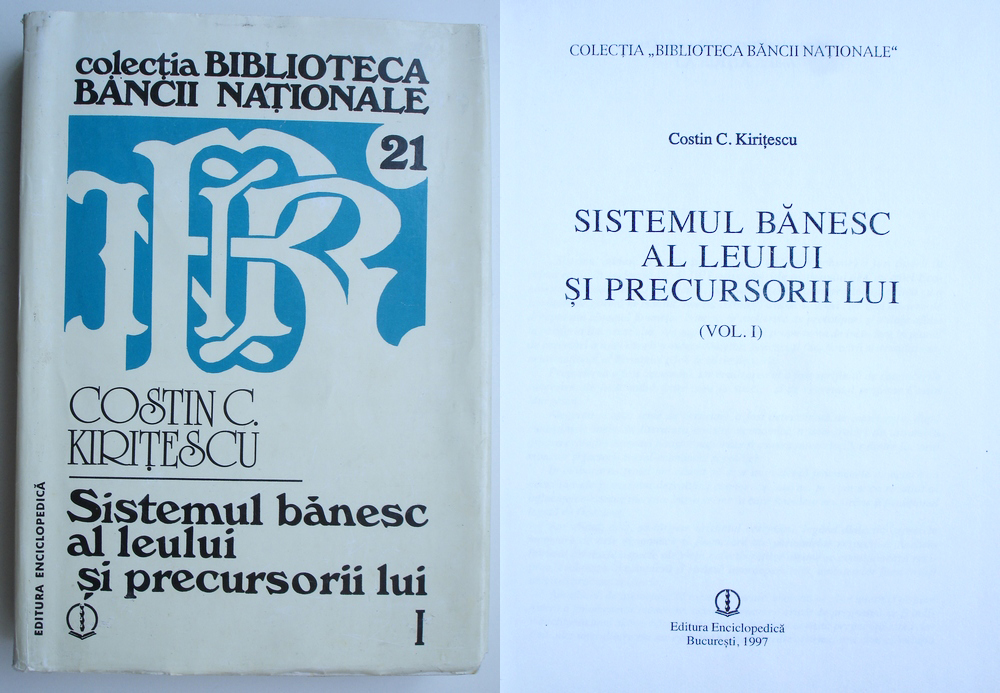 colecția BIBLIOTECA
BĂNCII NAȚIONALE
21
COSTIN C.
KIRIȚESCU
Sistemul bănesc
al leului
și precursorii lui
I
EDITURA ENCICLOPEDICĂ
COLECȚIA „BIBLIOTECA BĂNCII NAȚIONALE“
Costin C. Kirițescu
SISTEMUL BĂNESC
AL LEULUI
ȘI PRECURSORII LUI
(VOL. I)
Editura Enciclopedică
București, 1997